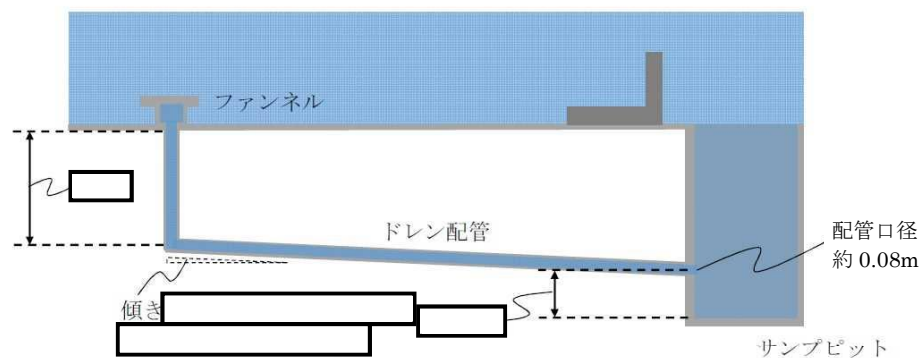 ファンネル
ドレン配管
配管口径
約 0.08m
傾き
サンプピット